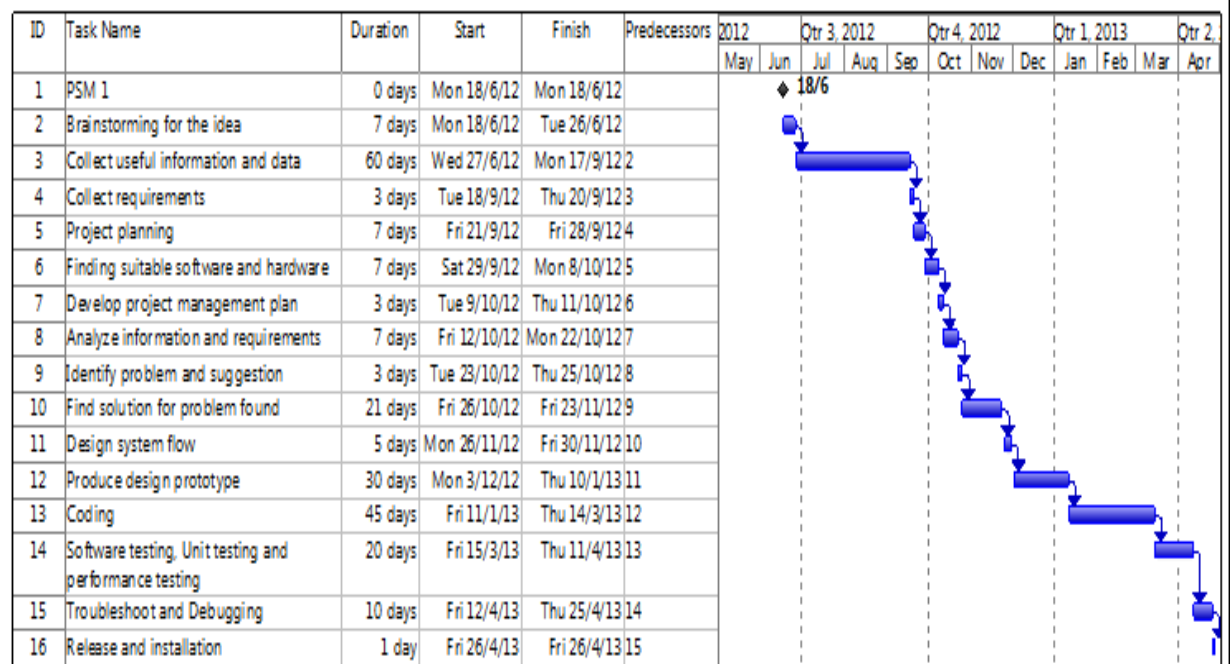 ID Task Name Duration Start Finish Predecessors 2012 Qtr 3, 2012 Qtr 4, 2012 Qtr 1, 2013 Qtr 2,
May Jun Jul Aug Sep Oct Nov Dec Jan Feb Mar Apr
1 PSM 1 0 days Mon 18/6/12 Mon 18/6/12 18/6
2 Brainstorming for the idea 7 days Mon 18/6/12 Tue 26/6/12
3 Collect useful information and data 60 days Wed 27/6/12 Mon 17/9/12 2
4 Collect requirements 3 days Tue 18/9/12 Thu 20/9/12 3
5 Project planning 7 days Fri 21/9/12 Fri 28/9/12 4
6 Finding suitable software and hardware 7 days Sat 29/9/12 Mon 8/10/12 5
7 Develop project management plan 3 days Tue 9/10/12 Thu 11/10/12 6
8 Analyze information and requirements 7 days Fri 12/10/12 Mon 22/10/12 7
9 Identify problem and suggestion 3 days Tue 23/10/12 Thu 25/10/12 8
10 Find solution for problem found 21 days Fri 26/10/12 Fri 23/11/12 9
11 Design system flow 5 days Mon 26/11/12 Fri 30/11/12 10
12 Produce design prototype 30 days Mon 3/12/12 Thu 10/1/13 11
13 Coding 45 days Fri 11/1/13 Thu 14/3/13 12
14 Software testing, Unit testing and 20 days Fri 15/3/13 Thu 11/4/13 13
performance testing
15 Troubleshoot and Debugging 10 days Fri 12/4/13 Thu 25/4/13 14
16 Release and installation 1 day Fri 26/4/13 Fri 26/4/13 15